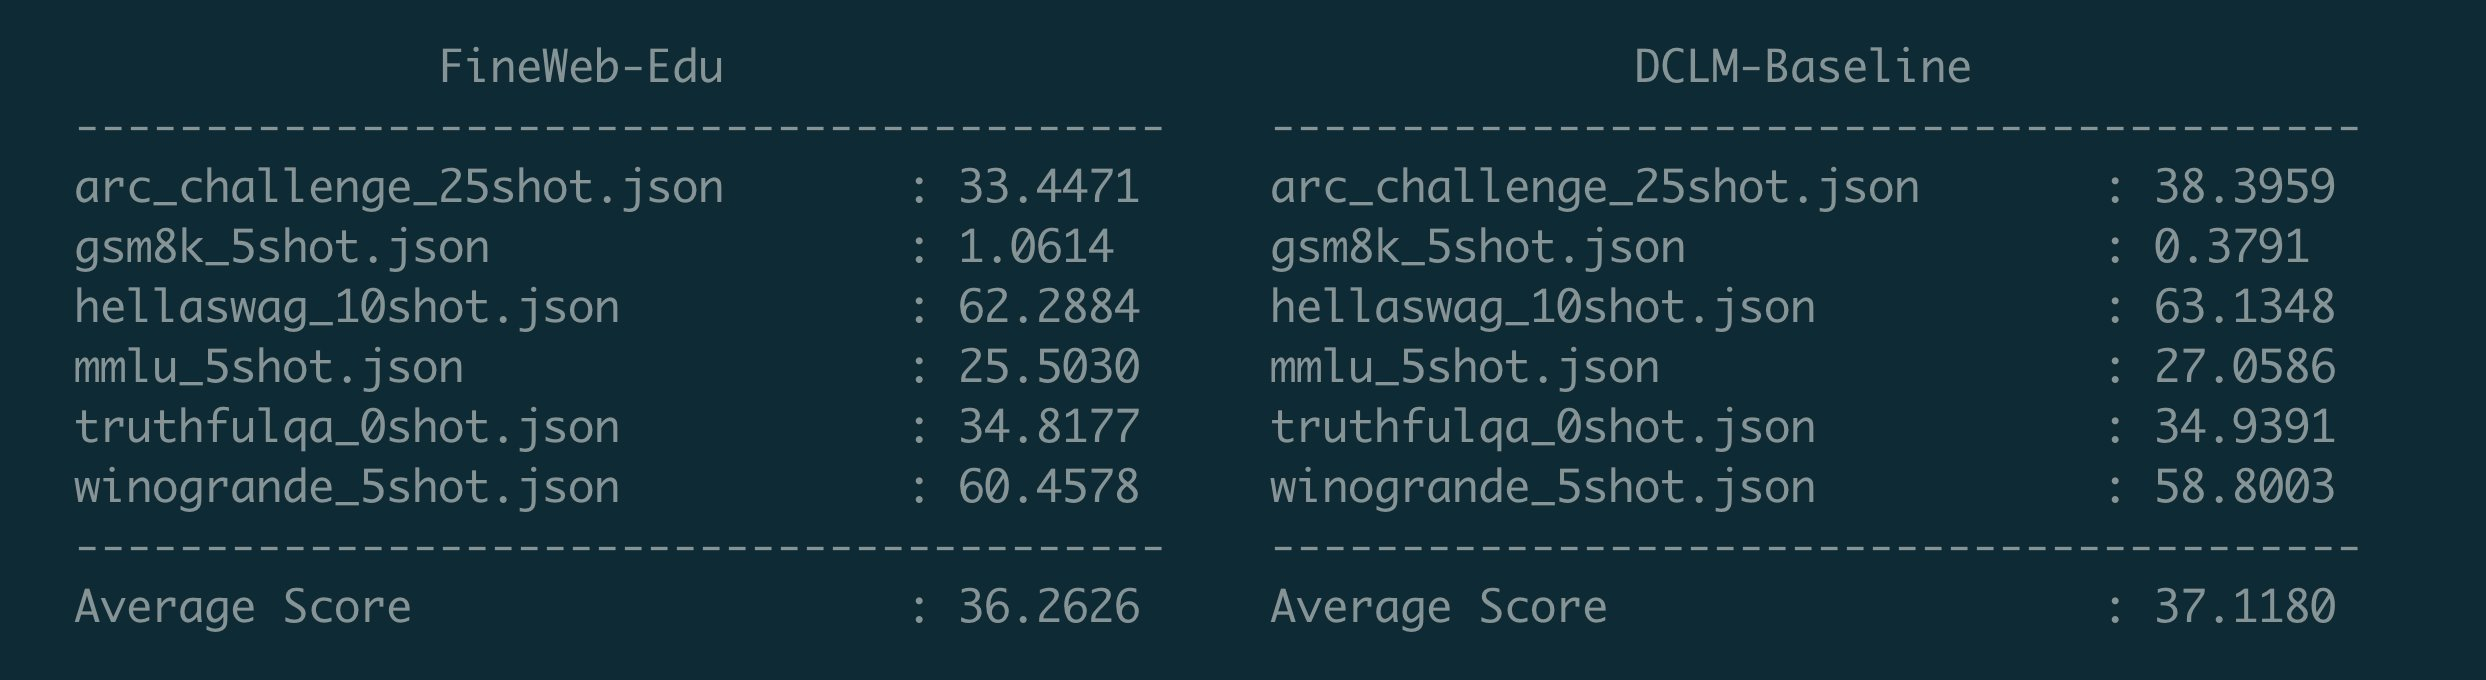 FineWeb-Edu DCLM-Baseline
------------------------------------------ ------------------------------------------
arc_challenge_25shot.json : 33.4471 arc_challenge_25shot.json : 38.3959
gsm8k_5shot.json : 1.0614 gsm8k_5shot.json : 0.3791
hellaswag_10shot.json : 62.2884 hellaswag_10shot.json : 63.1348
mmlu_5shot.json : 25.5030 mmlu_5shot.json : 27.0586
truthfulqa_0shot.json : 34.8177 truthfulqa_0shot.json : 34.9391
winogrande_5shot.json : 60.4578 winogrande_5shot.json : 58.8003
------------------------------------------ ------------------------------------------
Average Score : 36.2626 Average Score : 37.1180